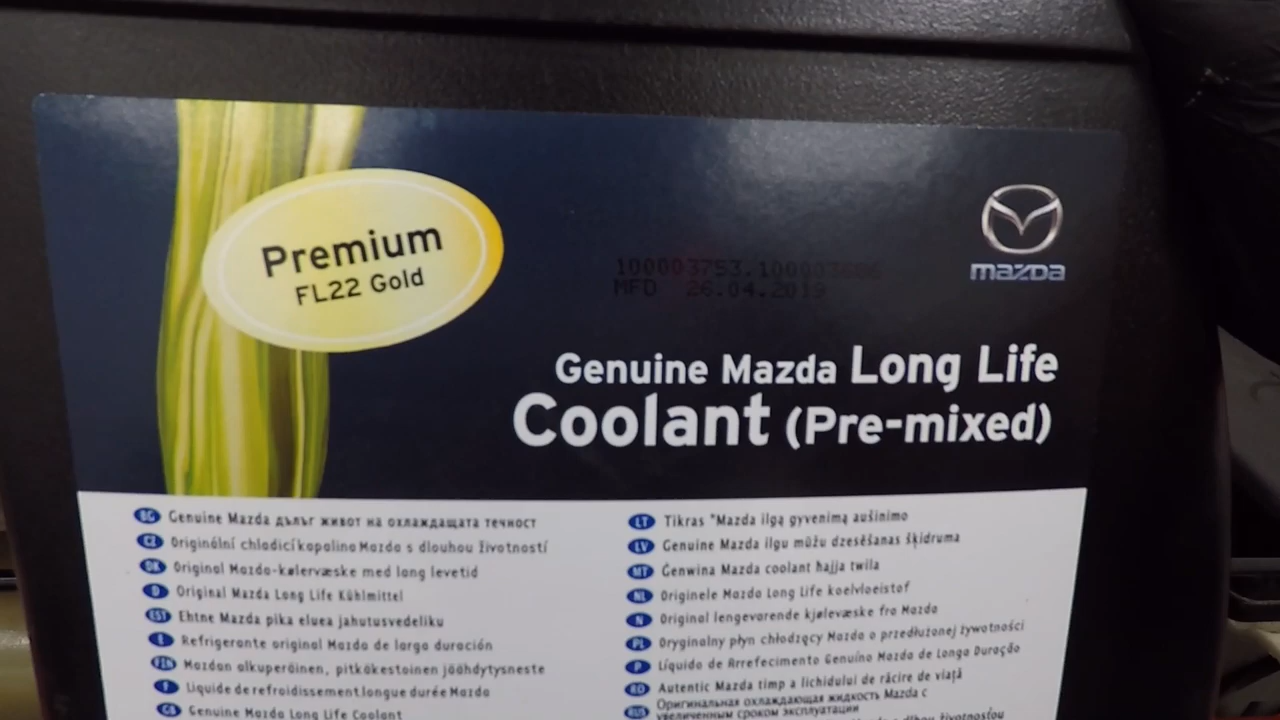 Premium
FL22 Gold
mazda
MFD 26.04.2019
Genuine Mazda Long Life
Coolant (Pre-mixed)
BG Genuine Mazda дълъг живот на охлаждащата течност
CZ Originální chladicí kapalina Mazda s dlouhou životností
DK Original Mazda-kølervæske med lang levetid
D Original Mazda Long Life Kühlmittel
EST Ehtne Mazda pika eluea jahutusvedeliku
E Refrigerante original Mazda de larga duración
FIN Mazdan alkuperäinen, pitkäkestoinen jäähdytysneste
F Liquide de refroidissement longue durée Mazda
GB Genuine Mazda Long Life Coolant
LT Tikras "Mazda ilgą gyvenimą aušinimo
LV Genuine Mazda ilgu mūžu dzesēšanas šķidruma
MT Ġenwina Mazda coolant ħajja twila
NL Originele Mazda Long Life koelvloeistof
N Original lengevarende kjølevæske fra Mazda
PL Oryginalny płyn chłodzący Mazda o przedłużonej żywotności
P Líquido de Arrefecimento Genuíno Mazda de Longa Duração
RO Autentic Mazda timp a lichidului de răcire de viaţă
RUS Оригинальная охлаждающая жидкость Mazda с
увеличенным сроком эксплуатации